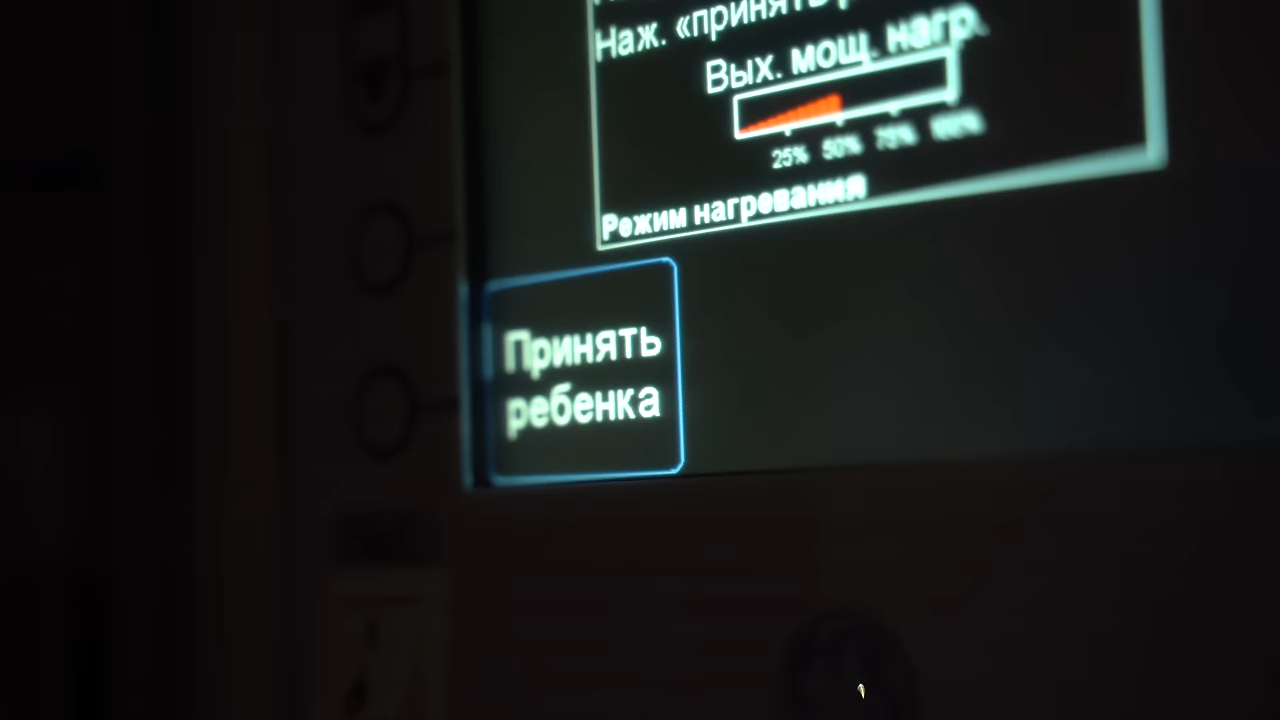 Наж. «принять
Вых. мощ. нагр.
25% 50% 75% 100%
Режим нагревания
Принять
ребенка